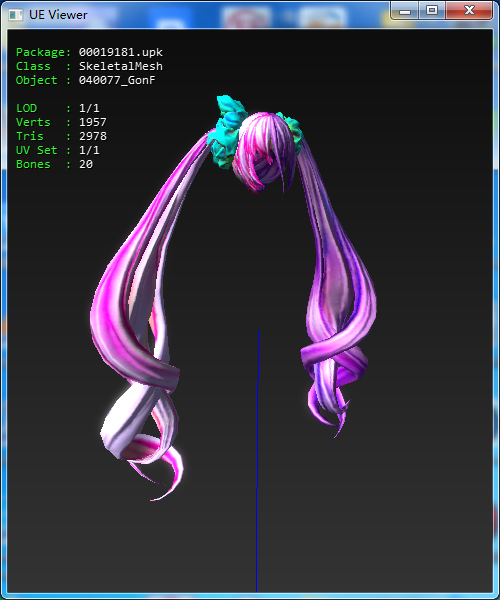 UE Viewer
Package: 00019181.upk
Class : SkeletalMesh
Object : 040077_GonF
LOD : 1/1
Verts : 1957
Tris : 2978
UV Set : 1/1
Bones : 20